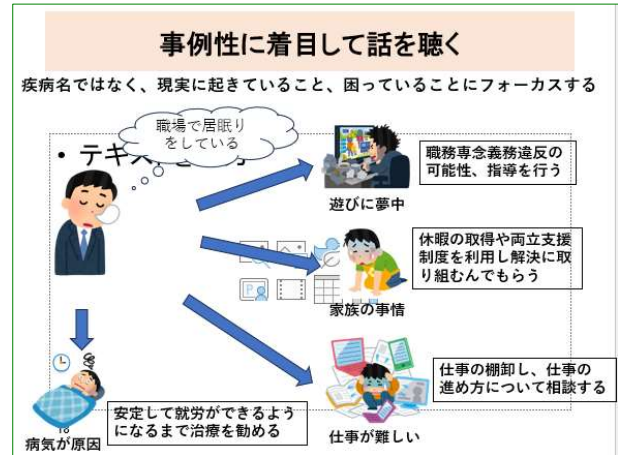 事例性に着目して話を聴く
疾病名ではなく、現実に起きていること、困っていることにフォーカスする
職場で居眠り
をしている
• テキス
職務専念義務違反の
可能性、指導を行う
遊びに夢中
休暇の取得や両立支援
制度を利用し解決に取
り組むんでもらう
家族の事情
仕事の棚卸し、仕事の
進め方について相談する
仕事が難しい
安定して就労ができるよう
になるまで治療を勧める
病気が原因